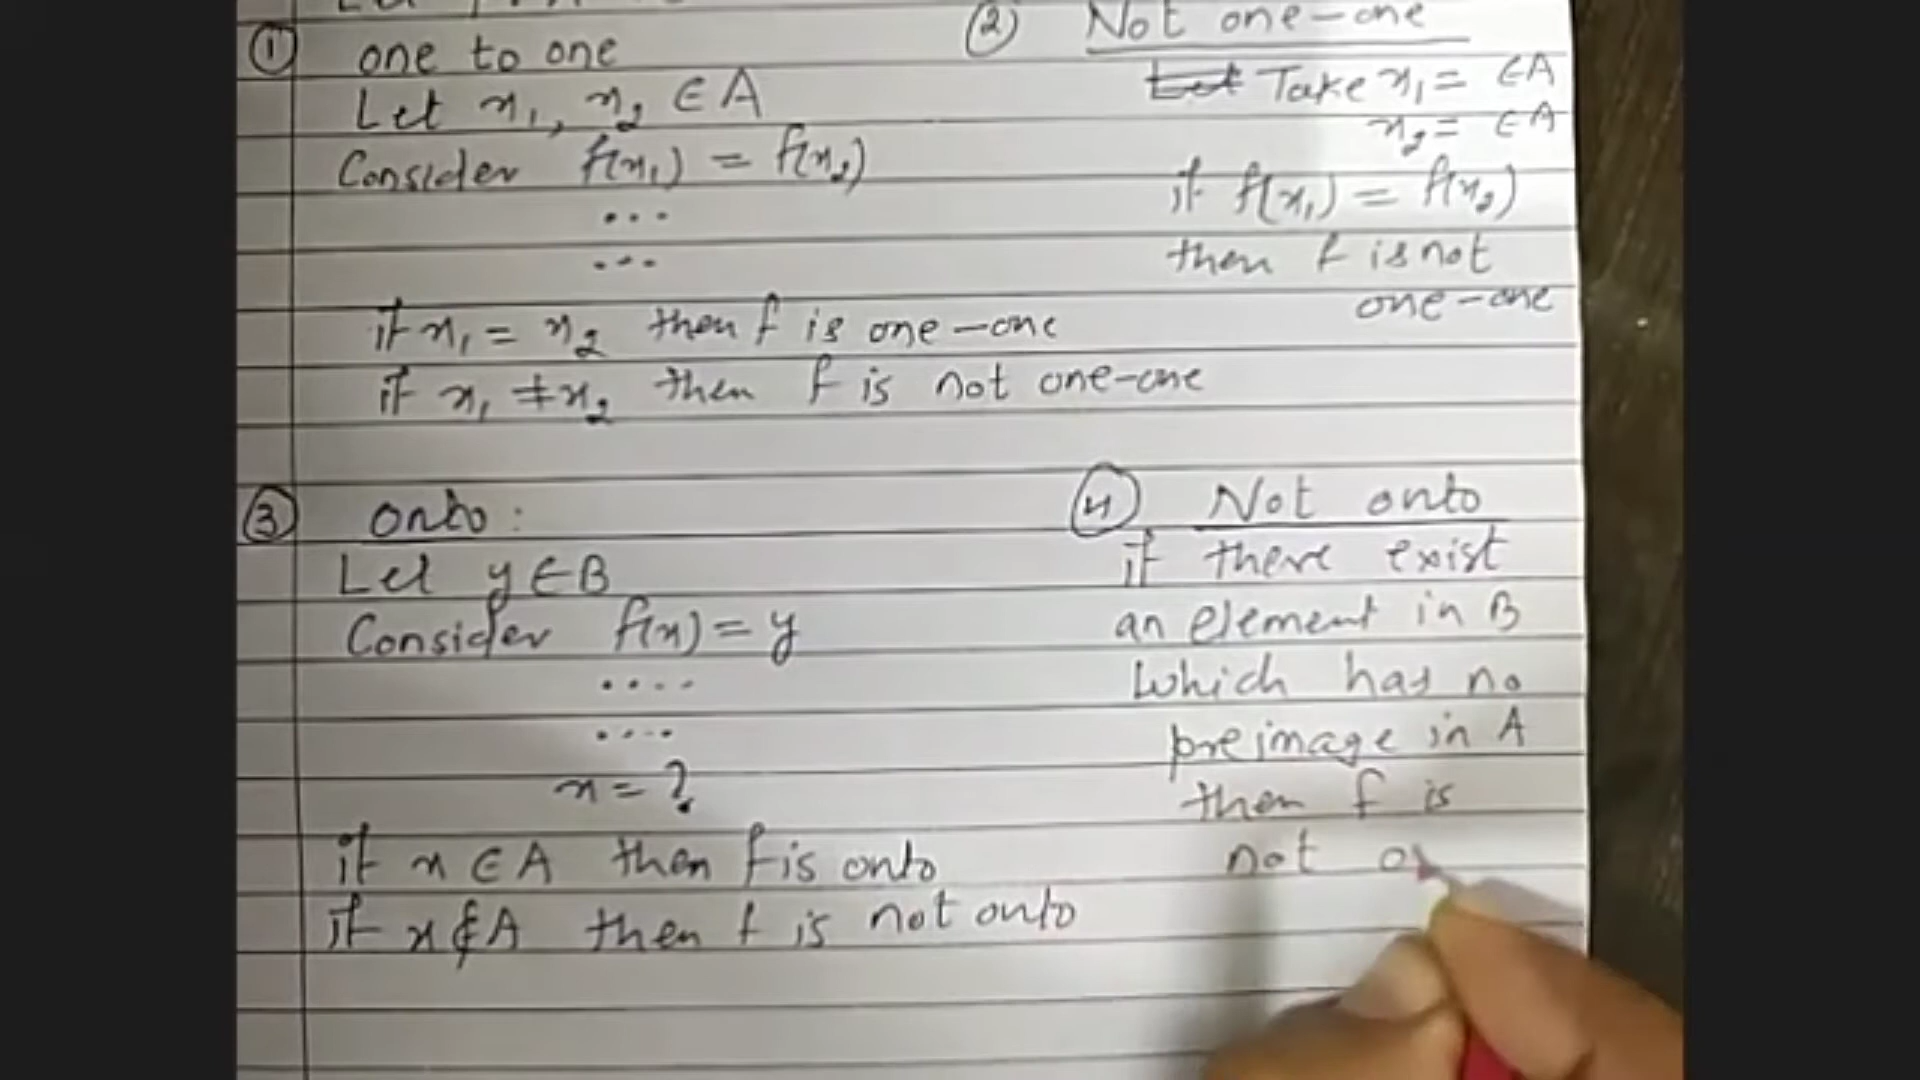 ① one to one
Let x₁, x₂ ∈ A
Consider f(x₁) = f(x₂)
...
...
if x₁ = x₂ then f is one-one
if x₁ ≠ x₂ then f is not one-one
② Not one-one
Take x₁ = ∈ A
x₂ = ∈ A
if f(x₁) = f(x₂)
then f is not
one-one
③ onto:
Let y ∈ B
Consider f(x) = y
....
....
x = ?
if x ∈ A then f is onto
if x ∉ A then f is not onto
④ Not onto
if there exist
an element in B
which has no
preimage in A
then f is
not